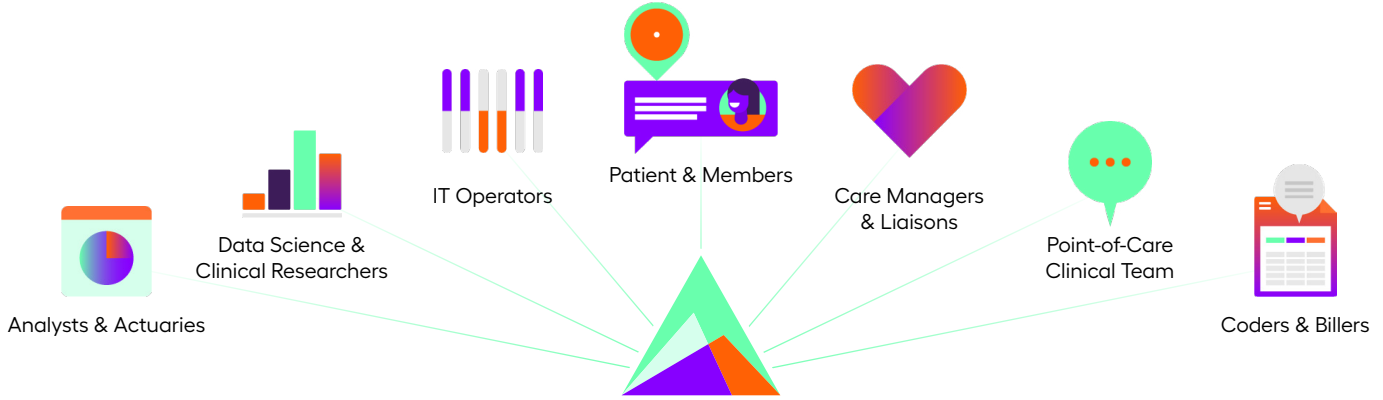 Analysts & Actuaries
Data Science &
Clinical Researchers
IT Operators
Patient & Members
Care Managers
& Liaisons
Point-of-Care
Clinical Team
Coders & Billers